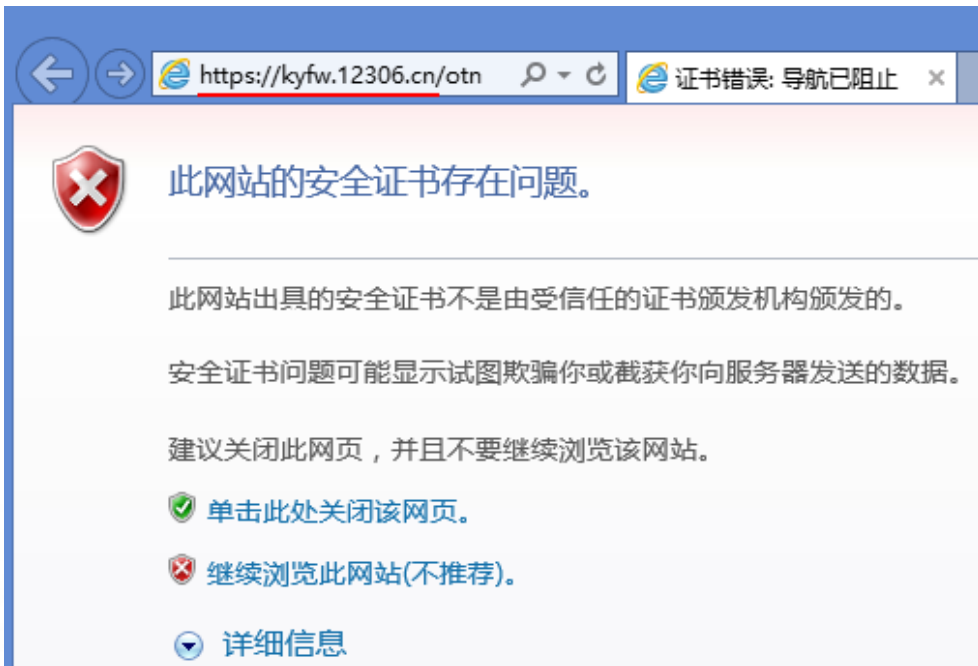 https://kyfw.12306.cn/otn
证书错误: 导航已阻止
此网站的安全证书存在问题。
此网站出具的安全证书不是由受信任的证书颁发机构颁发的。
安全证书问题可能显示试图欺骗你或截获你向服务器发送的数据。
建议关闭此网页，并且不要继续浏览该网站。
单击此处关闭该网页。
继续浏览此网站(不推荐)。
详细信息